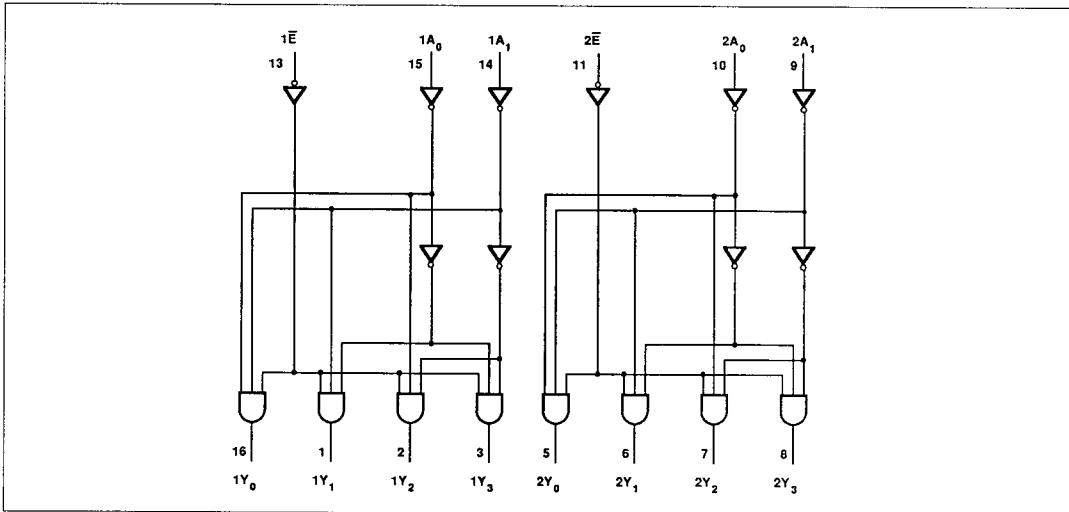 1E̅ 1A₀ 1A₁ 2E̅ 2A₀ 2A₁
13 15 14 11 10 9
16 1 2 3 5 6 7 8
1Y₀ 1Y₁ 1Y₂ 1Y₃ 2Y₀ 2Y₁ 2Y₂ 2Y₃